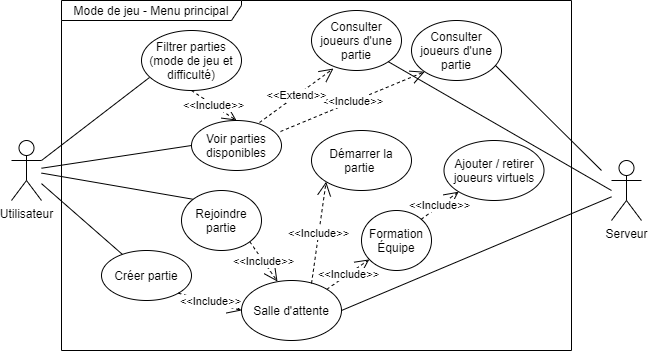 Mode de jeu - Menu principal
Filtrer parties
(mode de jeu et
difficulté)
Consulter
joueurs d'une
partie
Consulter
joueurs d'une
partie
<<Extend>>
<<Include>>
<<Include>>
Voir parties
disponibles
Démarrer la
partie
Ajouter / retirer
joueurs virtuels
Utilisateur
Rejoindre
partie
<<Include>>
Formation
Équipe
Serveur
<<Include>>
<<Include>>
<<Include>>
Créer partie
<<Include>>
Salle d'attente